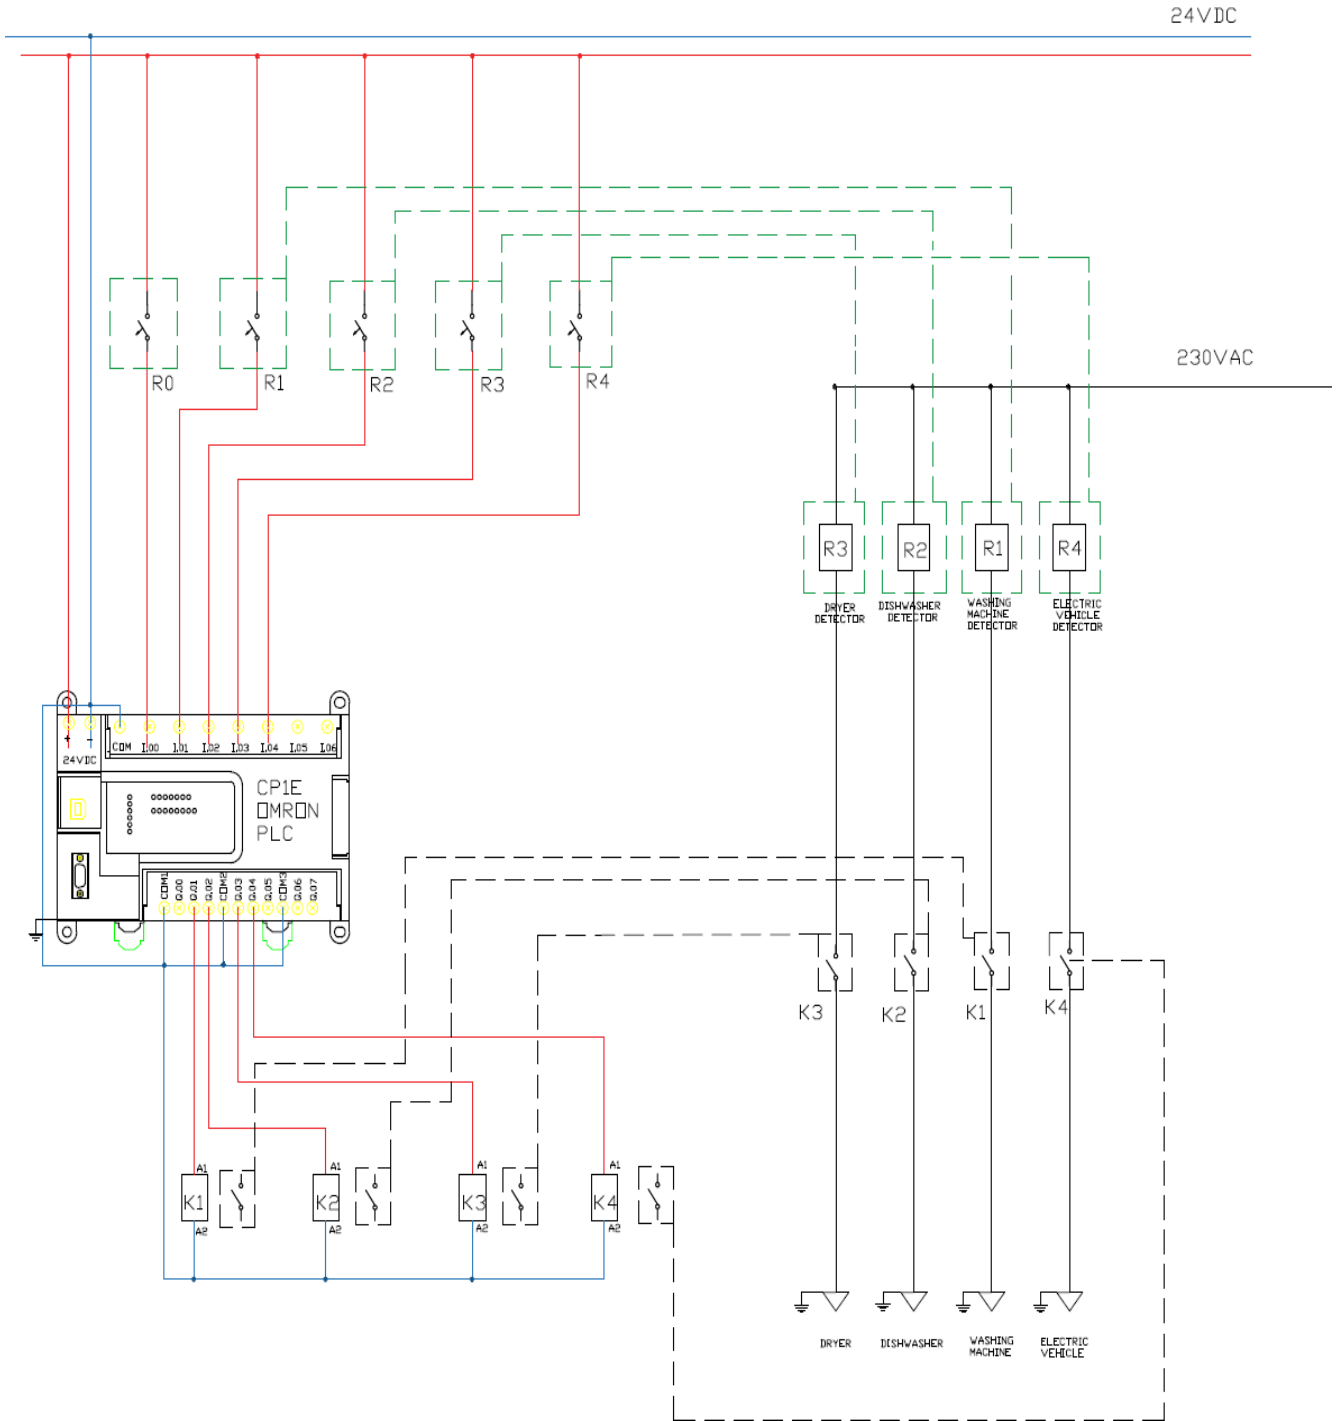 24VDC
R0
R1
R2
R3
R4
230VAC
R3
R2
R1
R4
DRYER
DETECTOR
DISHWASHER
DETECTOR
WASHING
MACHINE
DETECTOR
ELECTRIC
VEHICLE
DETECTOR
+
-
COM
I.00
I.01
I.02
I.03
I.04
I.05
I.06
24VDC
CP1E
OMRON
PLC
COM1
Q.00
Q.01
Q.02
COM2
Q.03
Q.04
Q.05
COM3
Q.06
Q.07
K3
K2
K1
K4
A1
A1
A1
A1
K1
K2
K3
K4
A2
A2
A2
A2
DRYER
DISHWASHER
WASHING
MACHINE
ELECTRIC
VEHICLE